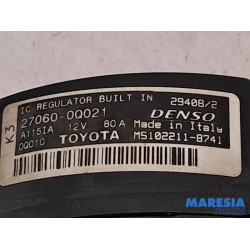 IC REGULATOR BUILT IN 29408/2
27060-0Q021 DENSO
K3
A115IA 12V 80A Made in Italy
0Q010 TOYOTA MS102211-8741
MARESIA